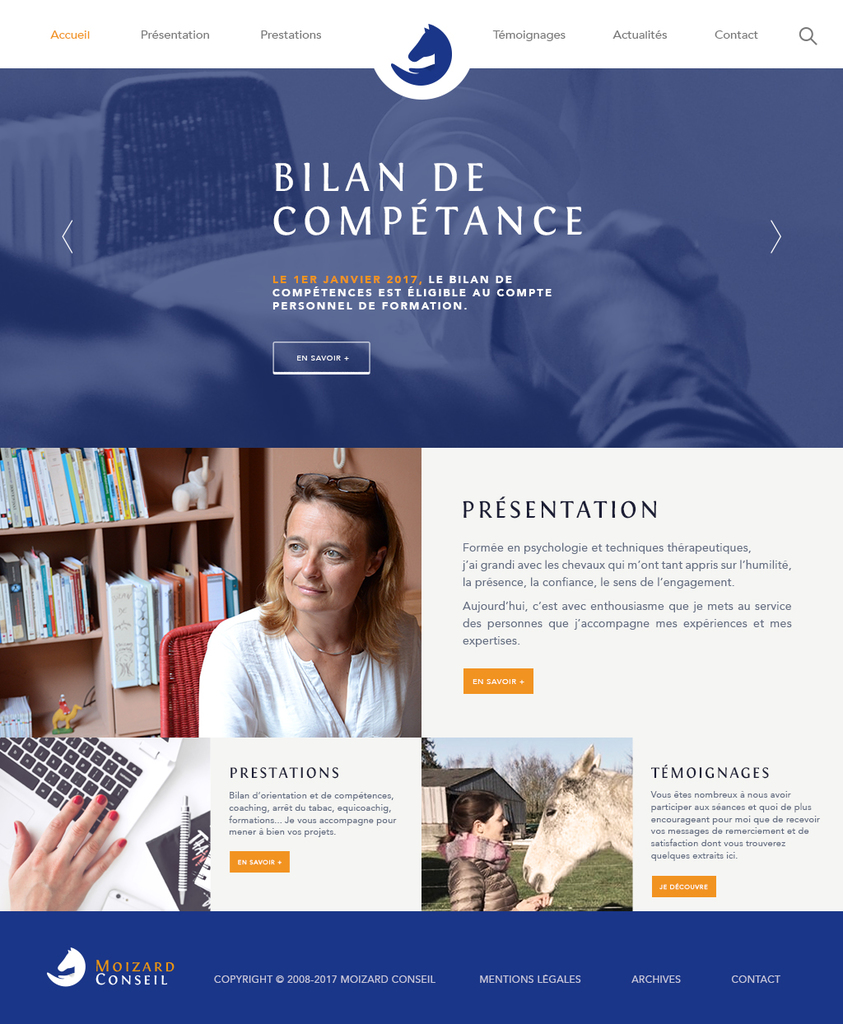 Accueil
Présentation
Prestations
Témoignages
Actualités
Contact
BILAN DE
COMPÉTANCE
LE 1ER JANVIER 2017, LE BILAN DE
COMPÉTENCES EST ÉLIGIBLE AU COMPTE
PERSONNEL DE FORMATION.
EN SAVOIR +
PRÉSENTATION
Formée en psychologie et techniques thérapeutiques,
j'ai grandi avec les chevaux qui m'ont tant appris sur l'humilité,
la présence, la confiance, le sens de l'engagement.
Aujourd'hui, c'est avec enthousiasme que je mets au service
des personnes que j'accompagne mes expériences et mes
expertises.
EN SAVOIR +
PRESTATIONS
Bilan d'orientation et de compétences,
coaching, arrêt du tabac, equicoachig,
formations... Je vous accompagne pour
mener à bien vos projets.
EN SAVOIR +
TÉMOIGNAGES
Vous êtes nombreux à nous avoir
participer aux séances et quoi de plus
encourageant pour moi que de recevoir
vos messages de remerciement et de
satisfaction dont vous trouverez
quelques extraits ici.
JE DÉCOUVRE
MOIZARD
CONSEIL
COPYRIGHT © 2008-2017 MOIZARD CONSEIL
MENTIONS LÉGALES
ARCHIVES
CONTACT